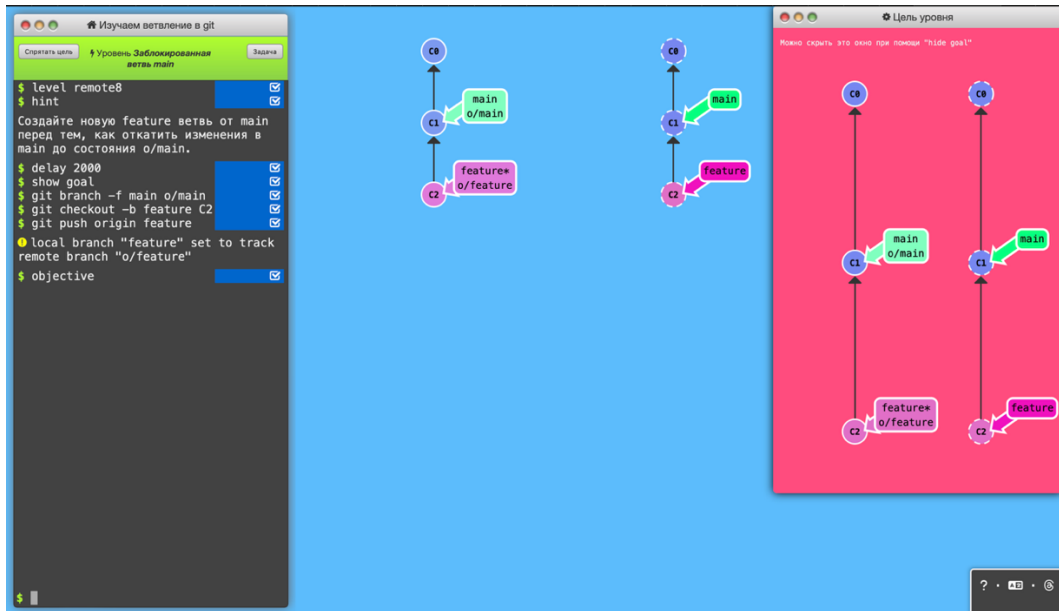 Изучаем ветвление в git
Спрятать цель
Уровень Заблокированная
ветвь main
Задача
$ level remote8
$ hint
Создайте новую feature ветвь от main
перед тем, как откатить изменения в
main до состояния o/main.
$ delay 2000
$ show goal
$ git branch -f main o/main
$ git checkout -b feature C2
$ git push origin feature
local branch "feature" set to track
remote branch "o/feature"
$ objective
$
C0
main
o/main
C1
feature*
o/feature
C2
C0
main
C1
feature
C2
Цель уровня
Можно скрыть это окно при помощи "hide goal"
C0
C0
main
o/main
C1
main
C1
feature*
o/feature
C2
feature
C2
?